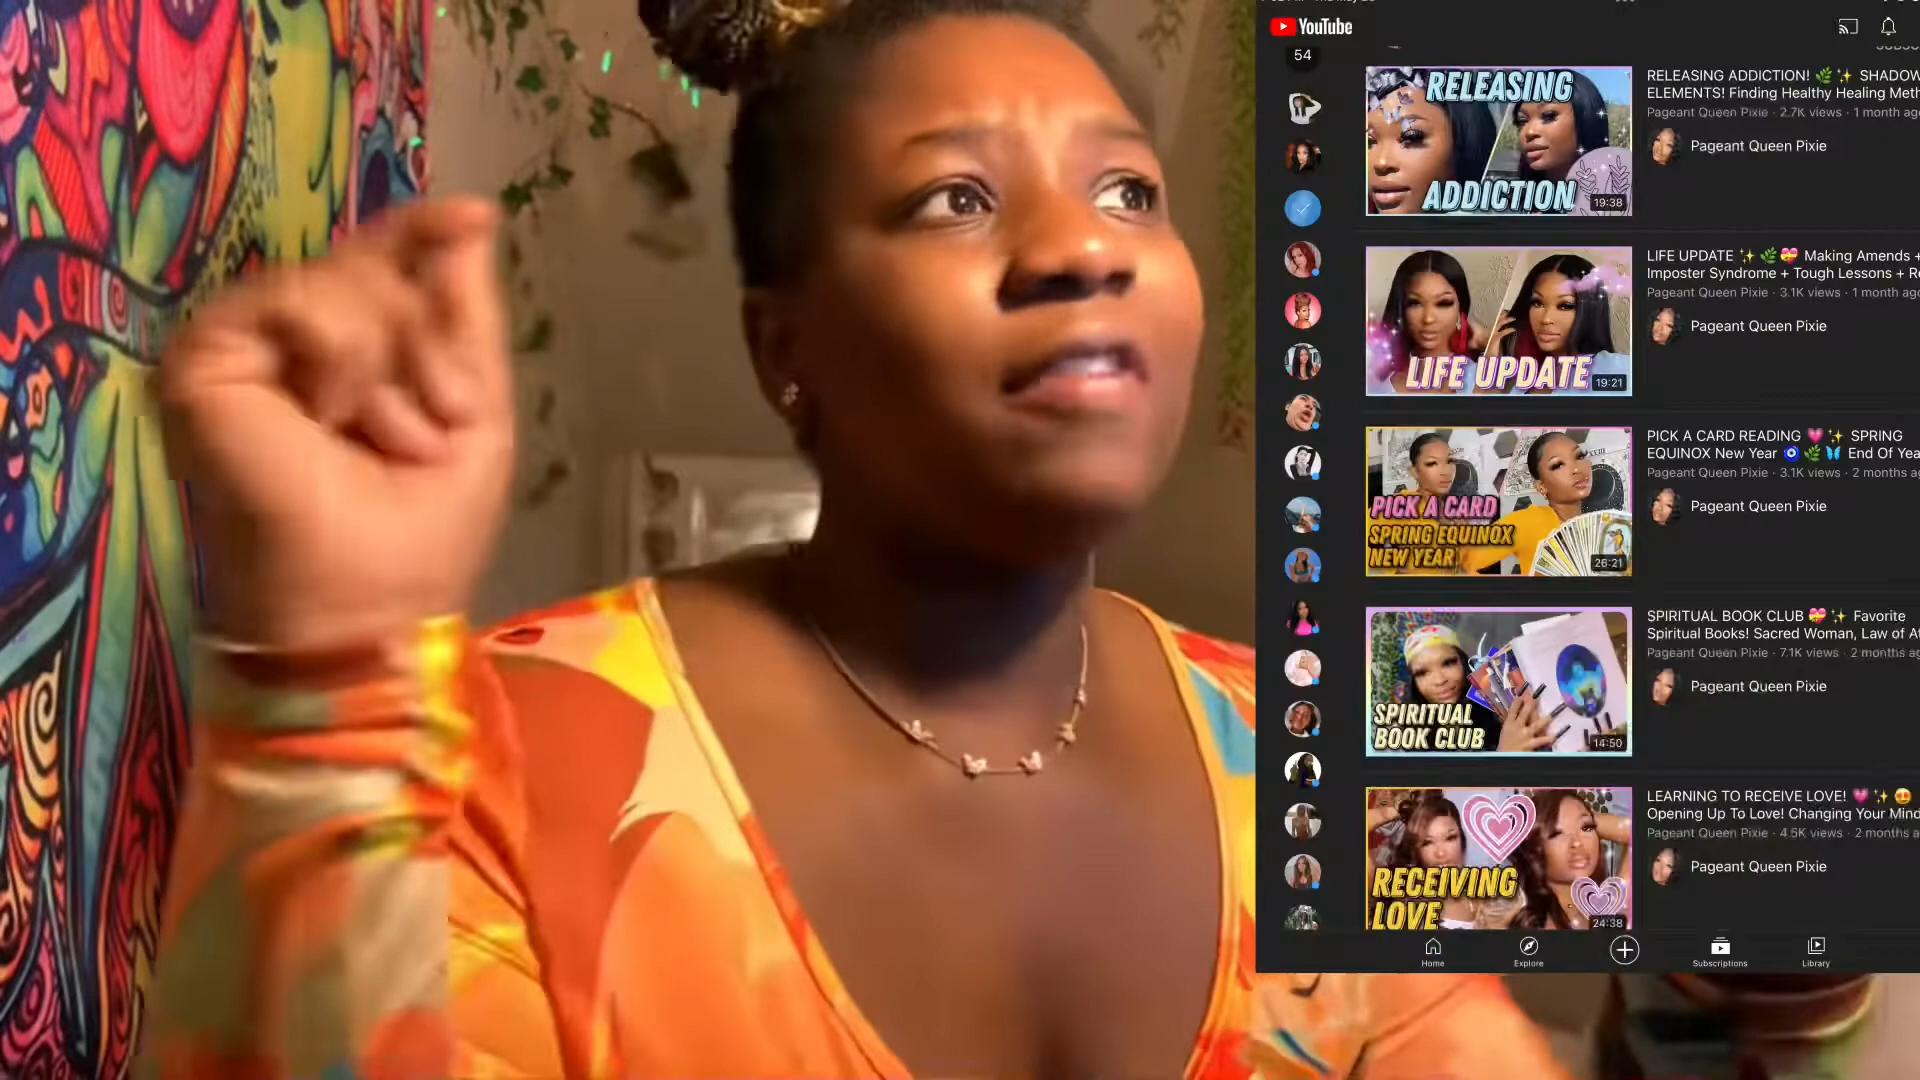 YouTube
54
RELEASING
ADDICTION
19:38
RELEASING ADDICTION! 🌿✨ SHADOW
ELEMENTS! Finding Healthy Healing Meth
Pageant Queen Pixie · 2.7K views · 1 month ago
Pageant Queen Pixie
LIFE UPDATE
19:21
LIFE UPDATE ✨🌿💝 Making Amends +
Imposter Syndrome + Tough Lessons + Re
Pageant Queen Pixie · 3.1K views · 1 month ago
Pageant Queen Pixie
PICK A CARD
SPRING EQUINOX
NEW YEAR
26:21
PICK A CARD READING 💗✨ SPRING
EQUINOX New Year 🧿🌿🦋 End Of Yea
Pageant Queen Pixie · 3.1K views · 2 months ag
Pageant Queen Pixie
SPIRITUAL
BOOK CLUB
14:50
SPIRITUAL BOOK CLUB 💝✨ Favorite
Spiritual Books! Sacred Woman, Law of At
Pageant Queen Pixie · 7.1K views · 2 months ag
Pageant Queen Pixie
RECEIVING
LOVE
24:38
LEARNING TO RECEIVE LOVE! 💗✨😍
Opening Up To Love! Changing Your Mind
Pageant Queen Pixie · 4.5K views · 2 months a
Pageant Queen Pixie
Home
Explore
Subscriptions
Library